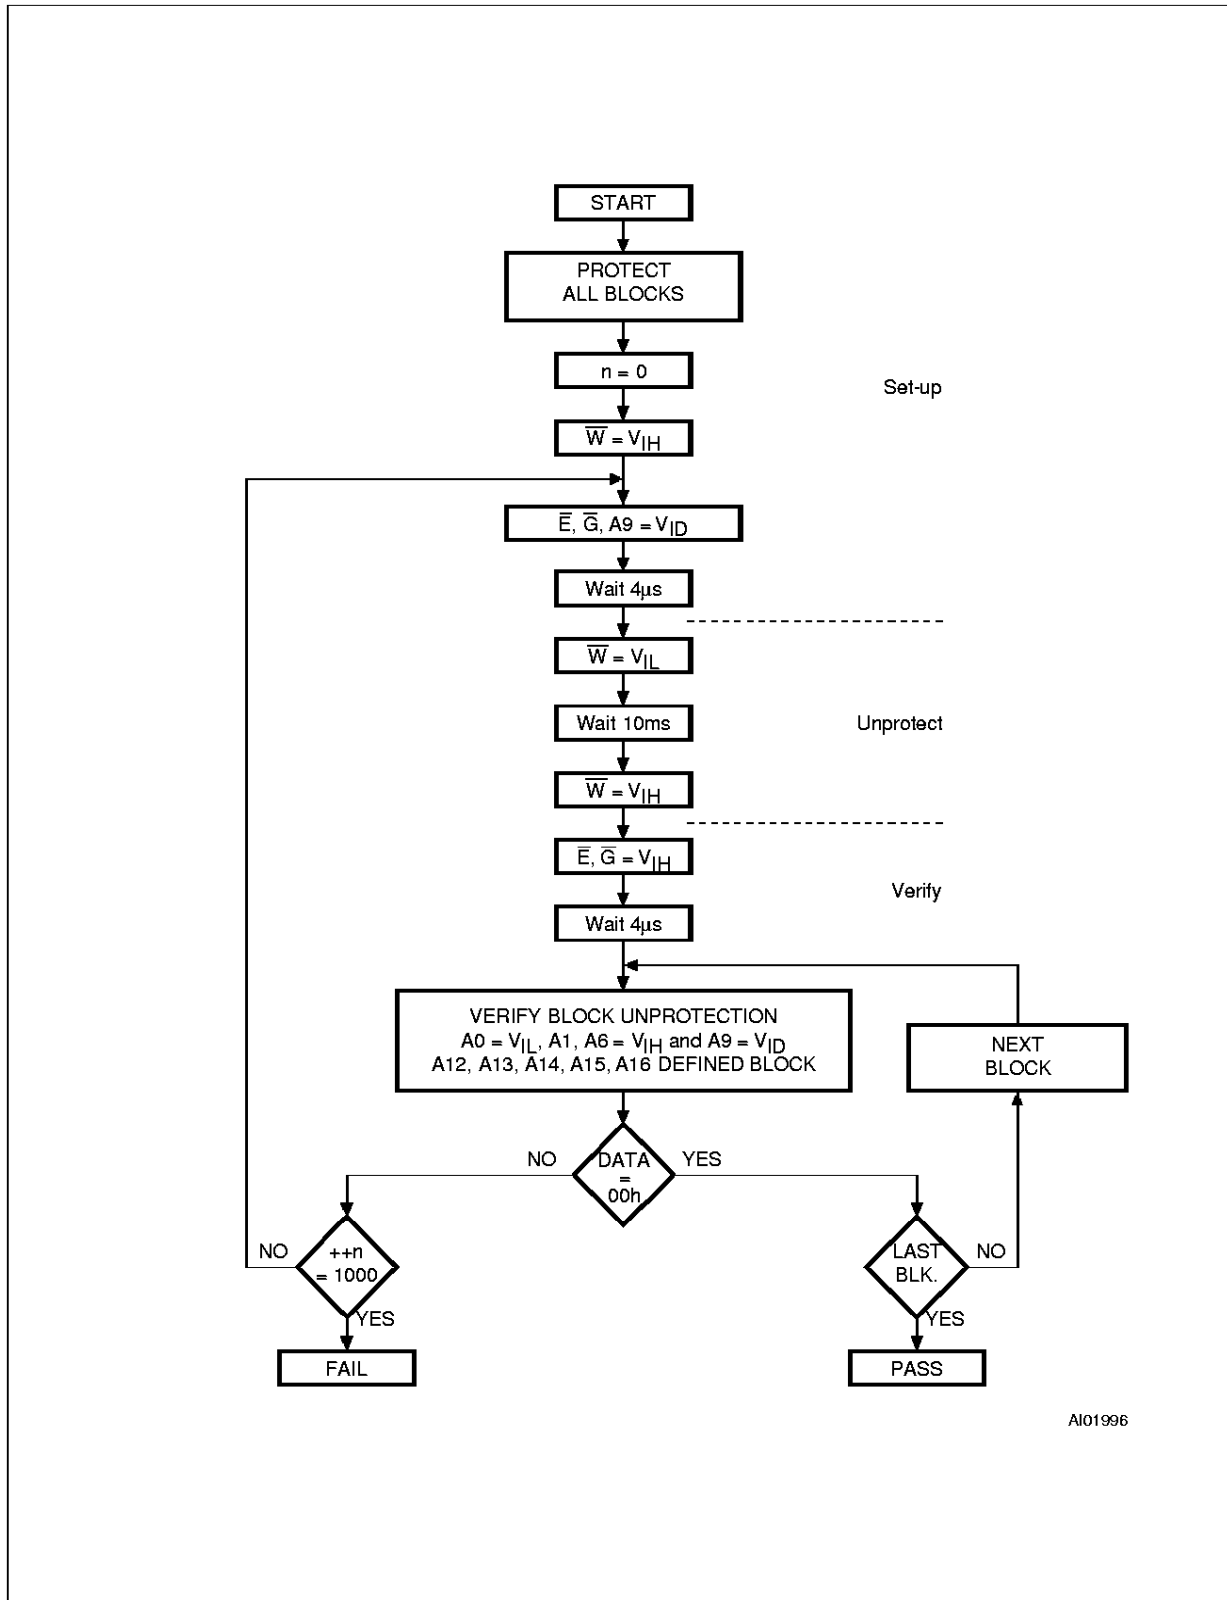 START
PROTECT
ALL BLOCKS
n = 0
Set-up
W̅ = VIH
E̅, G̅, A9 = VID
Wait 4µs
W̅ = VIL
Wait 10ms
Unprotect
W̅ = VIH
E̅, G̅ = VIH
Verify
Wait 4µs
VERIFY BLOCK UNPROTECTION
A0 = VIL, A1, A6 = VIH and A9 = VID
A12, A13, A14, A15, A16 DEFINED BLOCK
NEXT
BLOCK
NO
DATA
=
00h
YES
NO
++n
= 1000
YES
LAST
BLK.
NO
YES
FAIL
PASS
AI01996